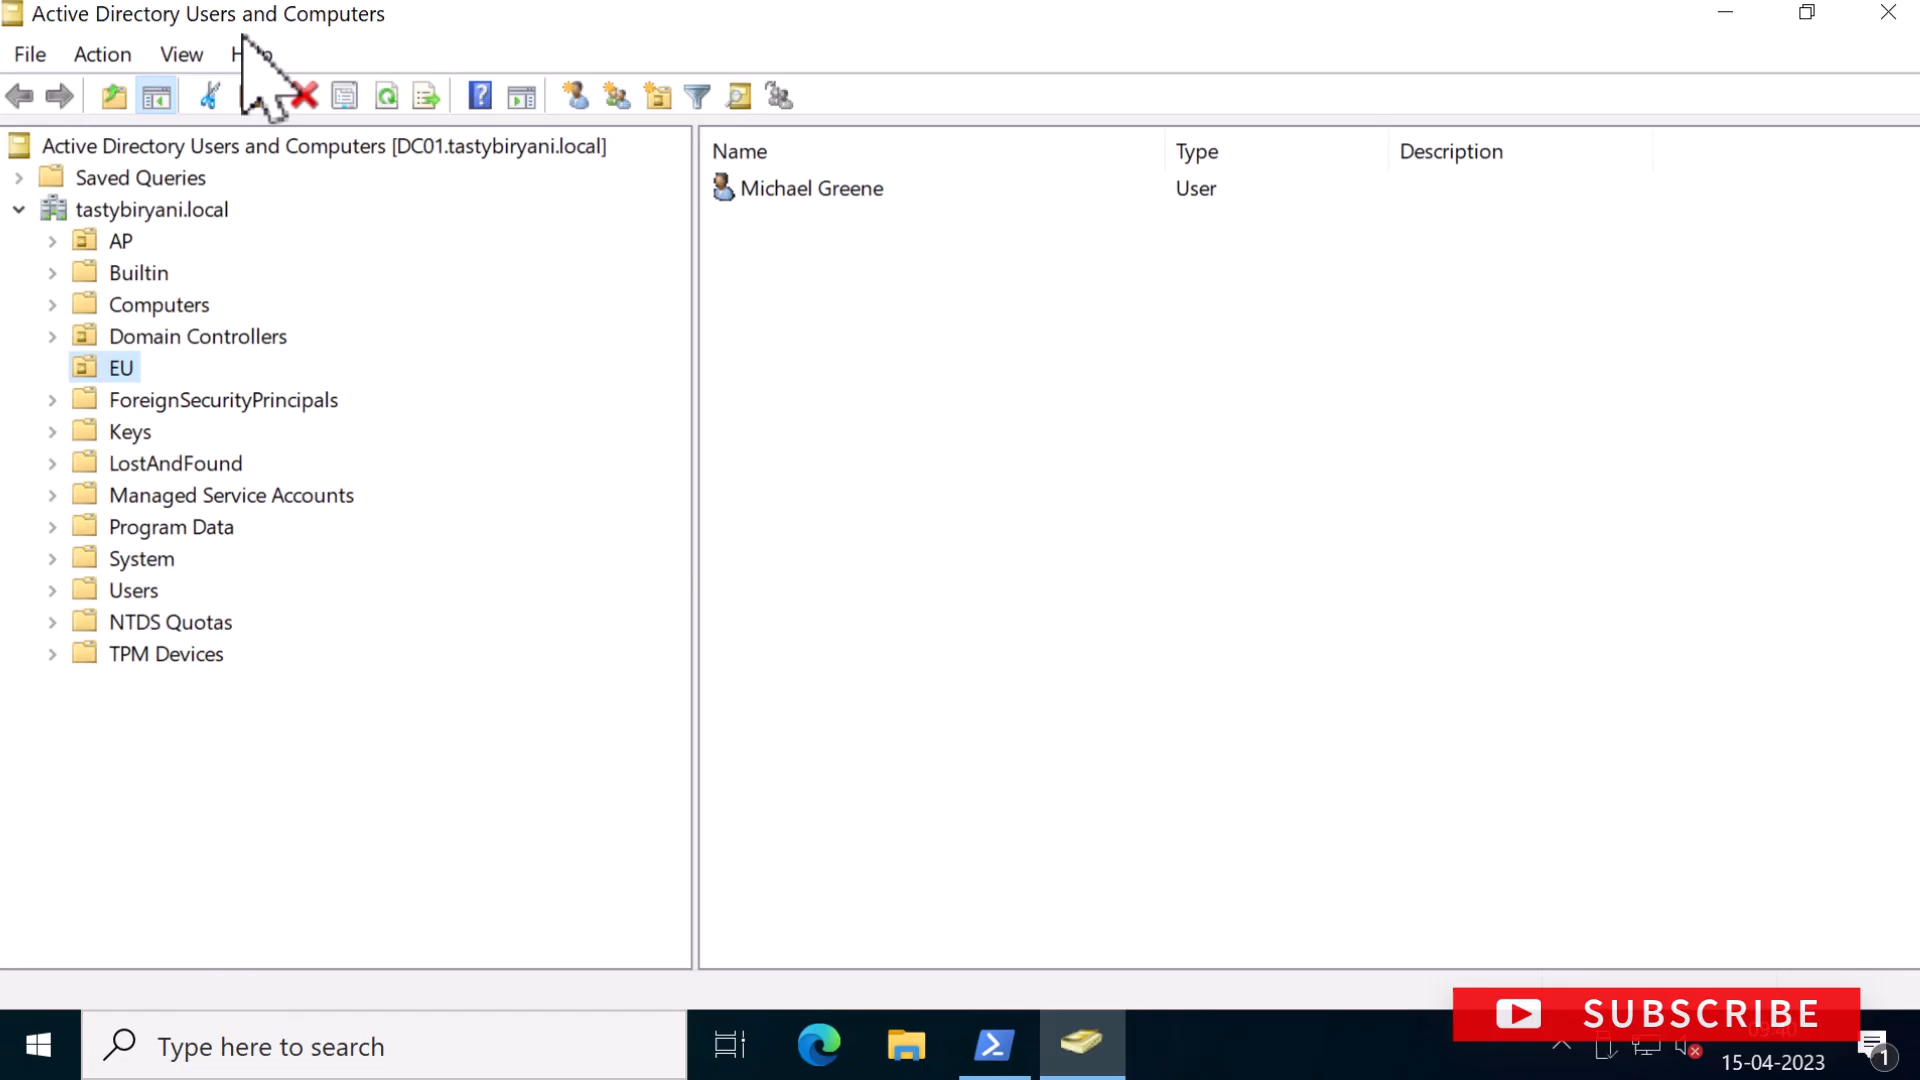 Active Directory Users and Computers
File Action View
Active Directory Users and Computers [DC01.tastybiryani.local]
Saved Queries
tastybiryani.local
AP
Builtin
Computers
Domain Controllers
EU
ForeignSecurityPrincipals
Keys
LostAndFound
Managed Service Accounts
Program Data
System
Users
NTDS Quotas
TPM Devices
Name Type Description
Michael Greene User
SUBSCRIBE
Type here to search
15-04-2023
1